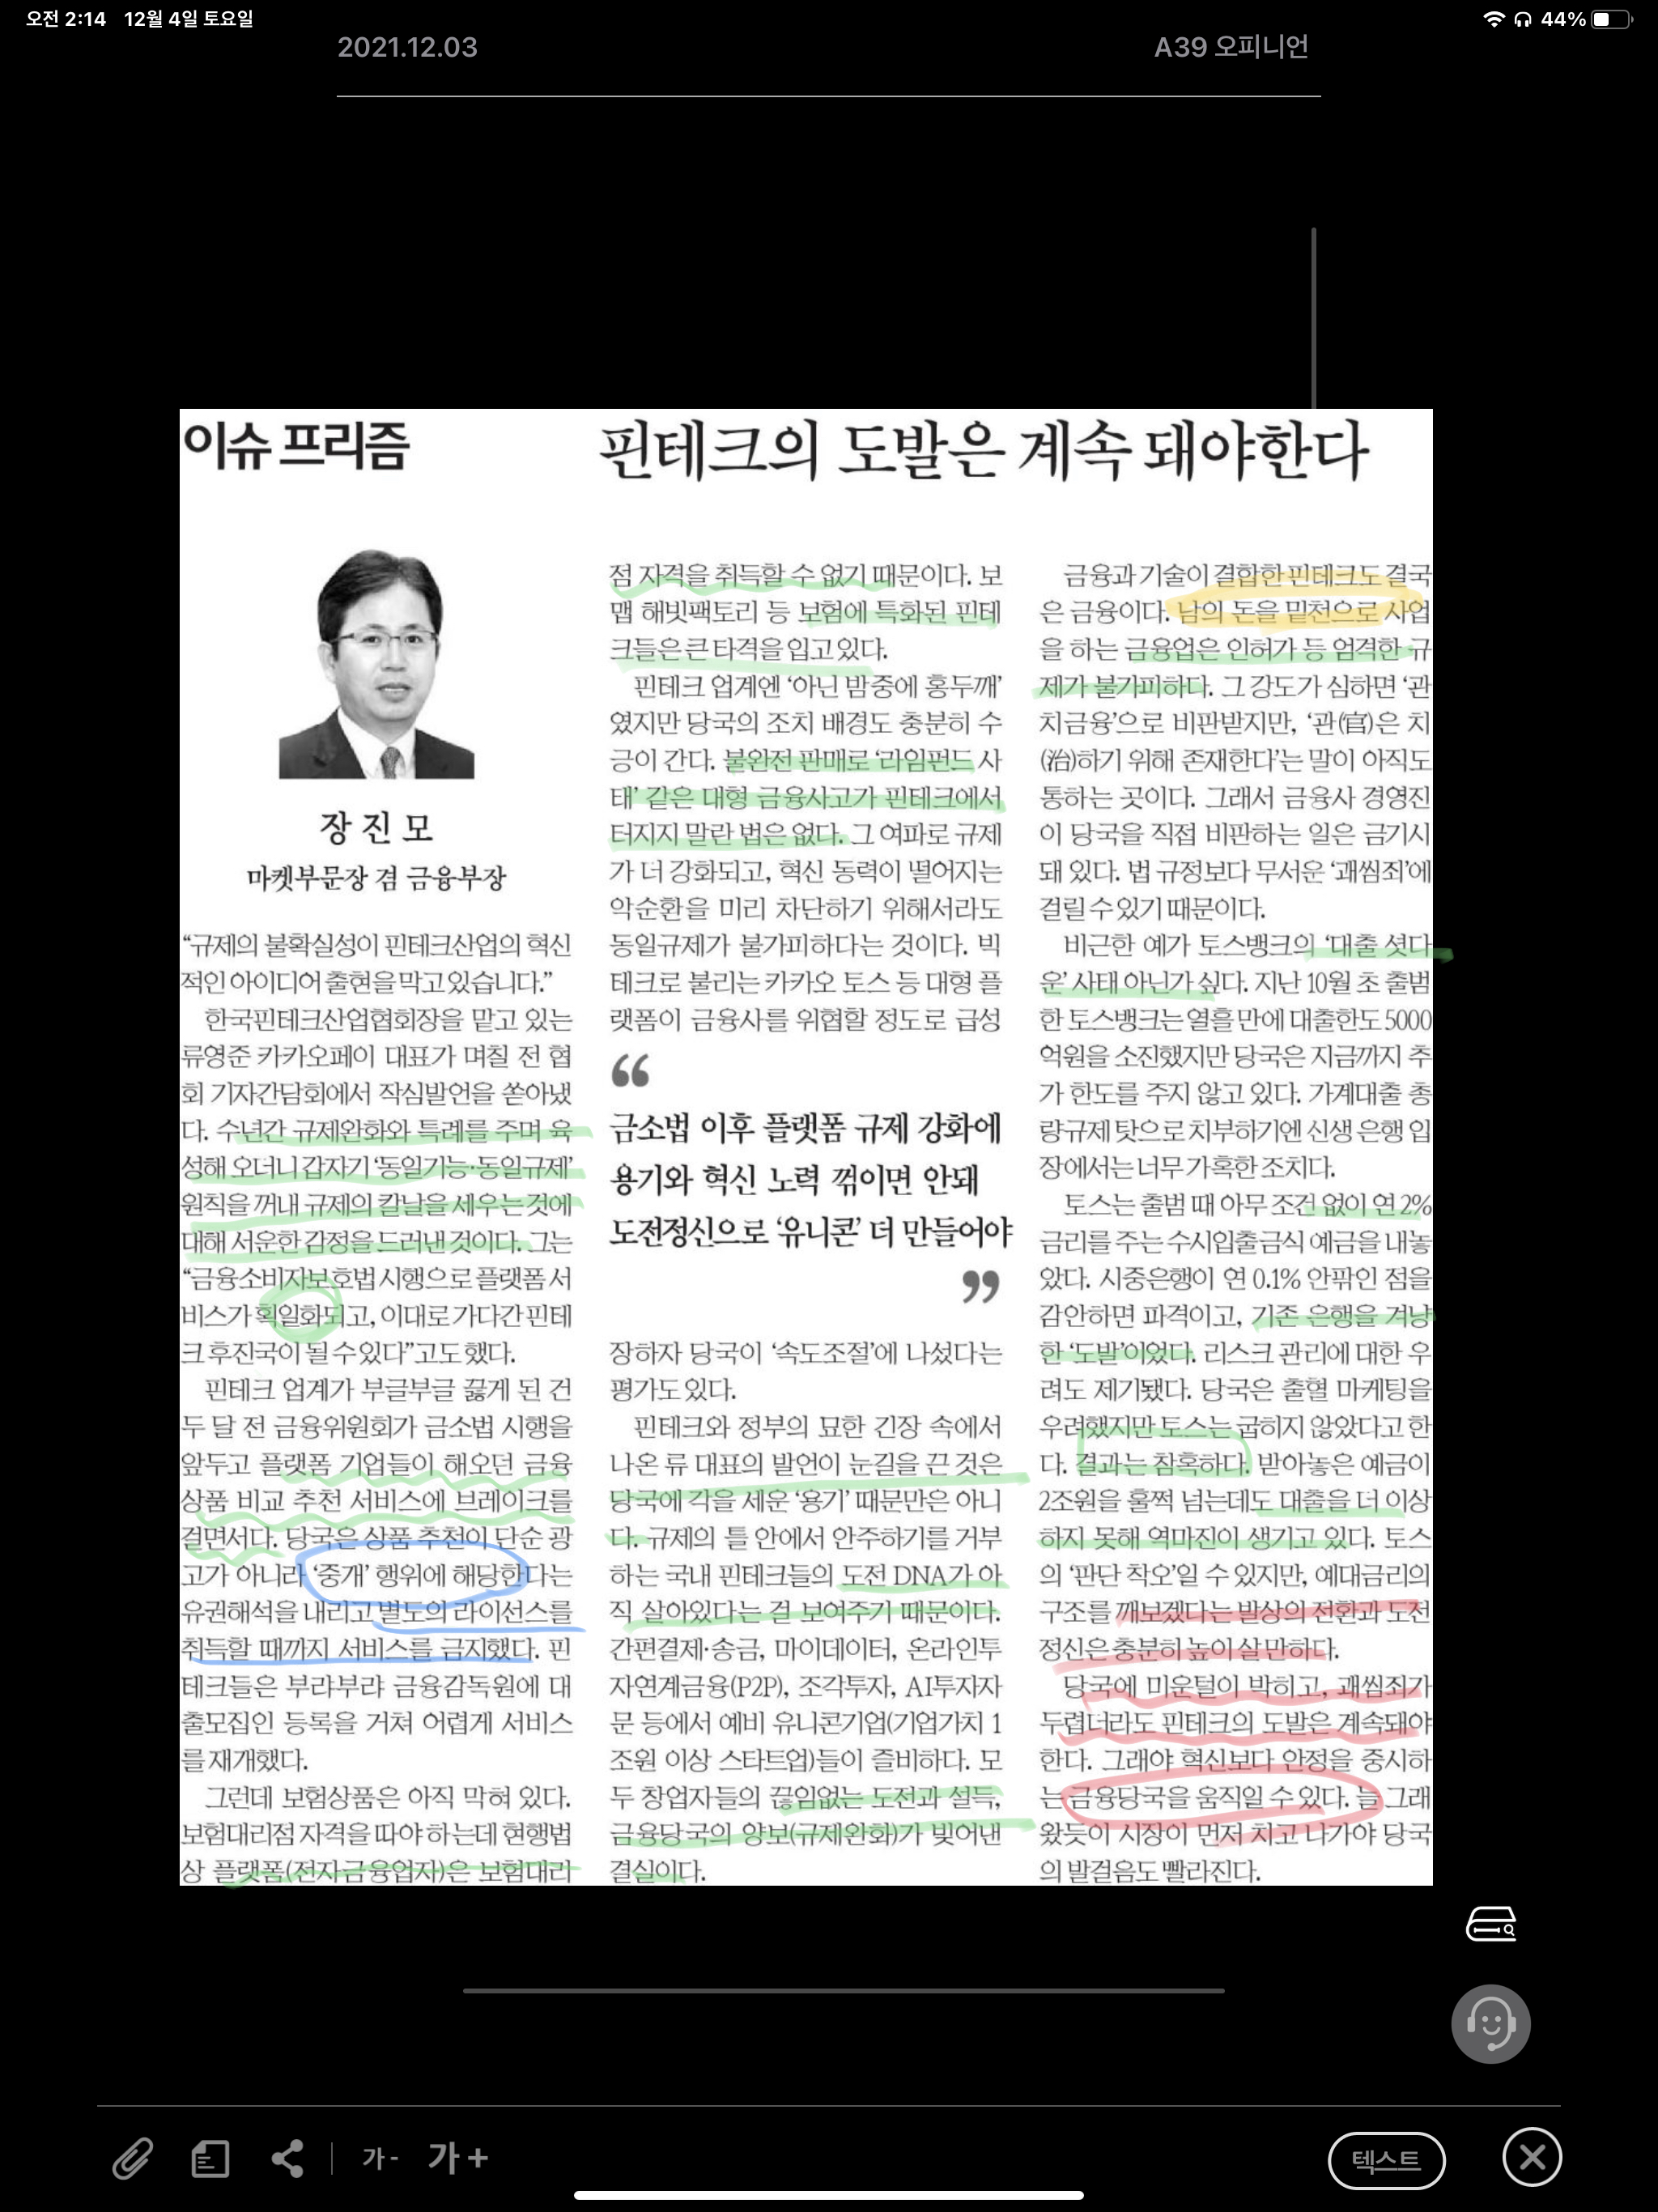 오전 2:14 12월 4일 토요일
44%
2021.12.03
A39 오피니언
이슈 프리즘
핀테크의 도발은 계속 돼야한다
장 진 모
마켓부문장 겸 금융부장
“규제의 불확실성이 핀테크산업의 혁신
적인 아이디어 출현을 막고 있습니다.”
한국핀테크산업협회장을 맡고 있는
류영준 카카오페이 대표가 며칠 전 협
회 기자간담회에서 작심발언을 쏟아냈
다. 수년간 규제완화와 특례를 주며 육
성해 오더니 갑자기 ‘동일기능·동일규제’
원칙을 꺼내 규제의 칼날을 세우는 것에
대해 서운한 감정을 드러낸 것이다. 그는
“금융소비자보호법 시행으로 플랫폼 서
비스가 획일화되고, 이대로 가다간 핀테
크 후진국이 될 수 있다”고도 했다.
핀테크 업계가 부글부글 끓게 된 건
두 달 전 금융위원회가 금소법 시행을
앞두고 플랫폼 기업들이 해오던 금융
상품 비교 추천 서비스에 브레이크를
걸면서다. 당국은 상품 추천이 단순 광
고가 아니라 ‘중개’ 행위에 해당한다는
유권해석을 내리고 별도의 라이선스를
취득할 때까지 서비스를 금지했다. 핀
테크들은 부랴부랴 금융감독원에 대
출모집인 등록을 거쳐 어렵게 서비스
를 재개했다.
그런데 보험상품은 아직 막혀 있다.
보험대리점 자격을 따야 하는데 현행법
상 플랫폼(전자금융업자)은 보험대리
점 자격을 취득할 수 없기 때문이다. 보
맵 해빗팩토리 등 보험에 특화된 핀테
크들은 큰 타격을 입고 있다.
핀테크 업계엔 ‘아닌 밤중에 홍두깨’
였지만 당국의 조치 배경도 충분히 수
긍이 간다. 불완전 판매로 ‘라임펀드 사
태’ 같은 대형 금융사고가 핀테크에서
터지지 말란 법은 없다. 그 여파로 규제
가 더 강화되고, 혁신 동력이 떨어지는
악순환을 미리 차단하기 위해서라도
동일규제가 불가피하다는 것이다. 빅
테크로 불리는 카카오 토스 등 대형 플
랫폼이 금융사를 위협할 정도로 급성
“
금소법 이후 플랫폼 규제 강화에
용기와 혁신 노력 꺾이면 안돼
도전정신으로 ‘유니콘’ 더 만들어야
”
장하자 당국이 ‘속도조절’에 나섰다는
평가도 있다.
핀테크와 정부의 묘한 긴장 속에서
나온 류 대표의 발언이 눈길을 끈 것은
당국에 각을 세운 ‘용기’ 때문만은 아니
다. 규제의 틀 안에서 안주하기를 거부
하는 국내 핀테크들의 도전 DNA가 아
직 살아있다는 걸 보여주기 때문이다.
간편결제·송금, 마이데이터, 온라인투
자연계금융(P2P), 조각투자, AI투자자
문 등에서 예비 유니콘기업(기업가치 1
조원 이상 스타트업)들이 즐비하다. 모
두 창업자들의 끊임없는 도전과 설득,
금융당국의 양보(규제완화)가 빚어낸
결실이다.
금융과 기술이 결합한 핀테크도 결국
은 금융이다. 남의 돈을 밑천으로 사업
을 하는 금융업은 인허가 등 엄격한 규
제가 불가피하다. 그 강도가 심하면 ‘관
치금융’으로 비판받지만, ‘관(官)은 치
(治)하기 위해 존재한다’는 말이 아직도
통하는 곳이다. 그래서 금융사 경영진
이 당국을 직접 비판하는 일은 금기시
돼 있다. 법 규정보다 무서운 ‘괘씸죄’에
걸릴 수 있기 때문이다.
비근한 예가 토스뱅크의 ‘대출 셧다
운’ 사태 아닌가 싶다. 지난 10월 초 출범
한 토스뱅크는 열흘 만에 대출한도 5000
억원을 소진했지만 당국은 지금까지 추
가 한도를 주지 않고 있다. 가계대출 총
량규제 탓으로 치부하기엔 신생 은행 입
장에서는 너무 가혹한 조치다.
토스는 출범 때 아무 조건 없이 연 2%
금리를 주는 수시입출금식 예금을 내놓
았다. 시중은행이 연 0.1% 안팎인 점을
감안하면 파격이고, 기존 은행을 겨냥
한 ‘도발’이었다. 리스크 관리에 대한 우
려도 제기됐다. 당국은 출혈 마케팅을
우려했지만 토스는 굽히지 않았다고 한
다. 결과는 참혹하다. 받아놓은 예금이
2조원을 훌쩍 넘는데도 대출을 더 이상
하지 못해 역마진이 생기고 있다. 토스
의 ‘판단 착오’일 수 있지만, 예대금리의
구조를 깨보겠다는 발상의 전환과 도전
정신은 충분히 높이 살 만하다.
당국에 미운털이 박히고, 괘씸죄가
두렵더라도 핀테크의 도발은 계속돼야
한다. 그래야 혁신보다 안정을 중시하
는 금융당국을 움직일 수 있다. 늘 그래
왔듯이 시장이 먼저 치고 나가야 당국
의 발걸음도 빨라진다.
가- 가+
텍스트